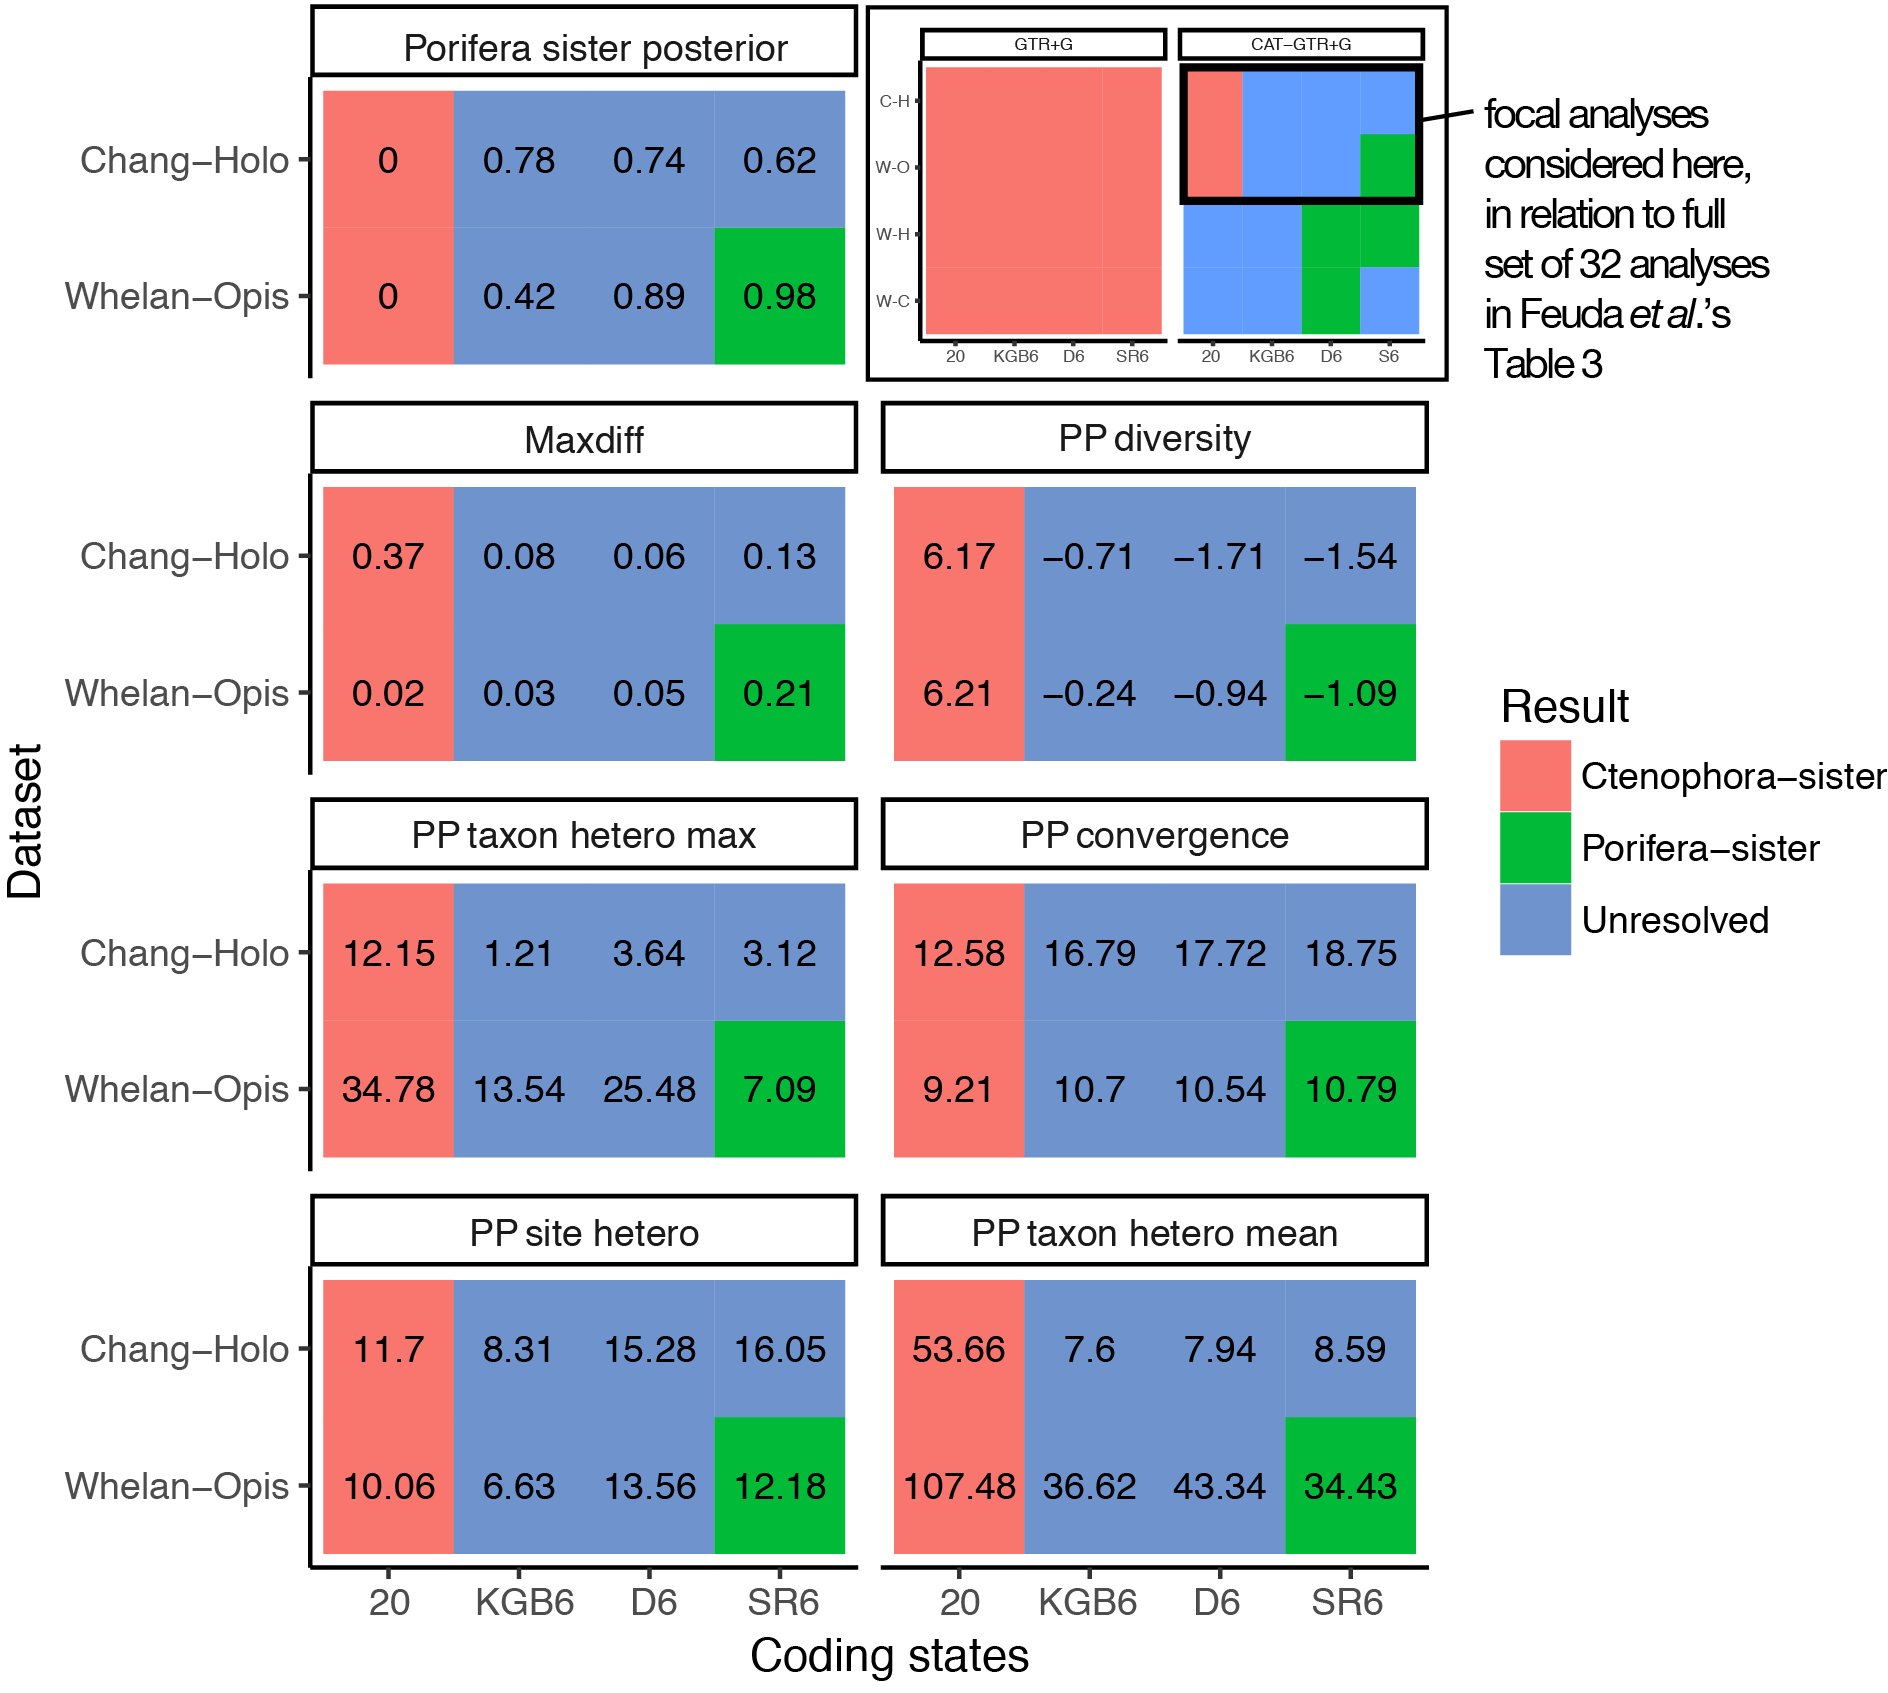 Porifera sister posterior
Chang−Holo
0 0.78 0.74 0.62
Whelan−Opis
0 0.42 0.89 0.98
GTR+G CAT−GTR+G
C-H
W-O
W-H
W-C
20 KGB6 D6 SR6 20 KGB6 D6 S6
focal analyses
considered here,
in relation to full
set of 32 analyses
in Feuda et al.’s
Table 3
Maxdiff PP diversity
Chang−Holo 0.37 0.08 0.06 0.13 6.17 −0.71 −1.71 −1.54
Whelan−Opis 0.02 0.03 0.05 0.21 6.21 −0.24 −0.94 −1.09
PP taxon hetero max PP convergence
Chang−Holo 12.15 1.21 3.64 3.12 12.58 16.79 17.72 18.75
Whelan−Opis 34.78 13.54 25.48 7.09 9.21 10.7 10.54 10.79
PP site hetero PP taxon hetero mean
Chang−Holo 11.7 8.31 15.28 16.05 53.66 7.6 7.94 8.59
Whelan−Opis 10.06 6.63 13.56 12.18 107.48 36.62 43.34 34.43
20 KGB6 D6 SR6 20 KGB6 D6 SR6
Coding states
Dataset
Result
Ctenophora−sister
Porifera−sister
Unresolved